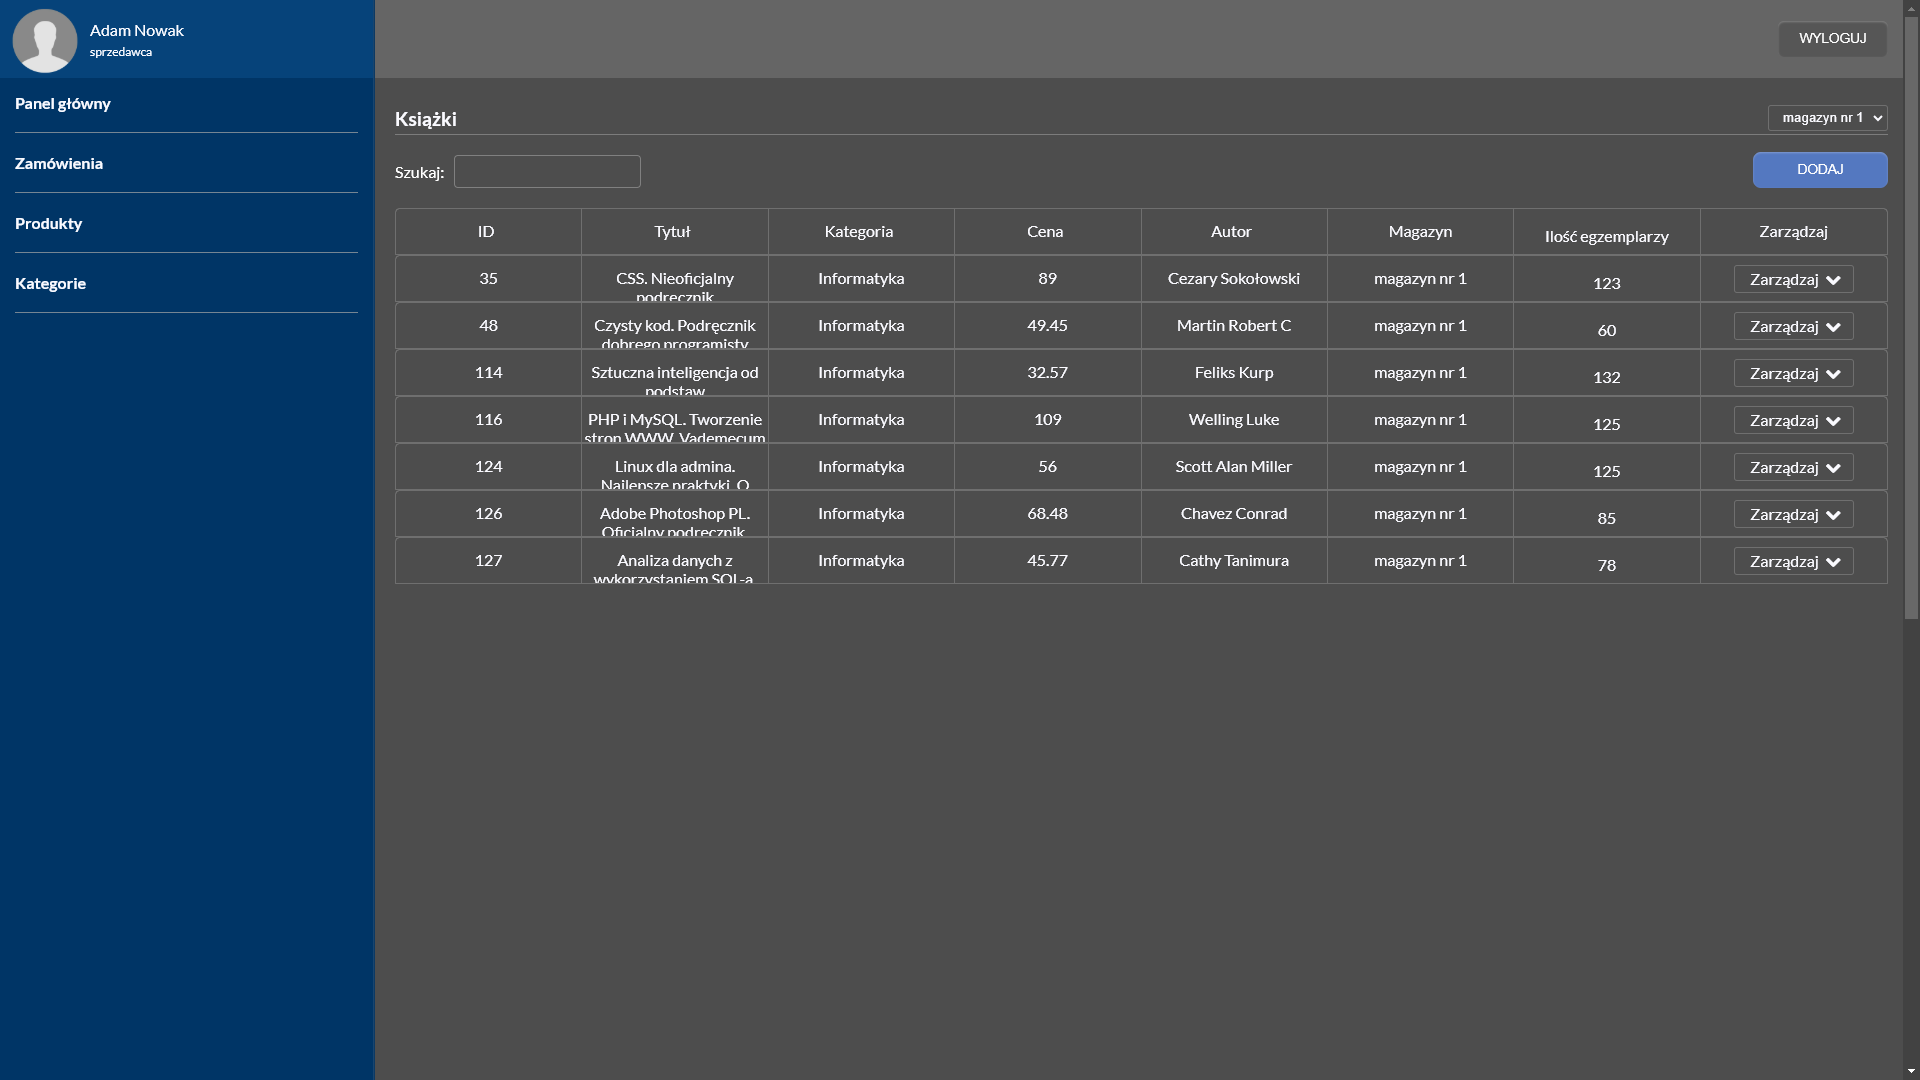 Adam Nowak
sprzedawca
WYLOGUJ
Panel główny
Zamówienia
Produkty
Kategorie
Książki
magazyn nr 1
Szukaj:
DODAJ
ID Tytuł Kategoria Cena Autor Magazyn Ilość egzemplarzy Zarządzaj
35 CSS. Nieoficjalny Informatyka 89 Cezary Sokołowski magazyn nr 1 123 Zarządzaj
podręcznik
48 Czysty kod. Podręcznik Informatyka 49.45 Martin Robert C magazyn nr 1 60 Zarządzaj
dobrego programisty
114 Sztuczna inteligencja od Informatyka 32.57 Feliks Kurp magazyn nr 1 132 Zarządzaj
podstaw
116 PHP i MySQL. Tworzenie Informatyka 109 Welling Luke magazyn nr 1 125 Zarządzaj
stron WWW. Vademecum
124 Linux dla admina. Informatyka 56 Scott Alan Miller magazyn nr 1 125 Zarządzaj
Najlepsze praktyki. O
126 Adobe Photoshop PL. Informatyka 68.48 Chavez Conrad magazyn nr 1 85 Zarządzaj
Oficjalny podręcznik
127 Analiza danych z Informatyka 45.77 Cathy Tanimura magazyn nr 1 78 Zarządzaj
wykorzystaniem SQL-a